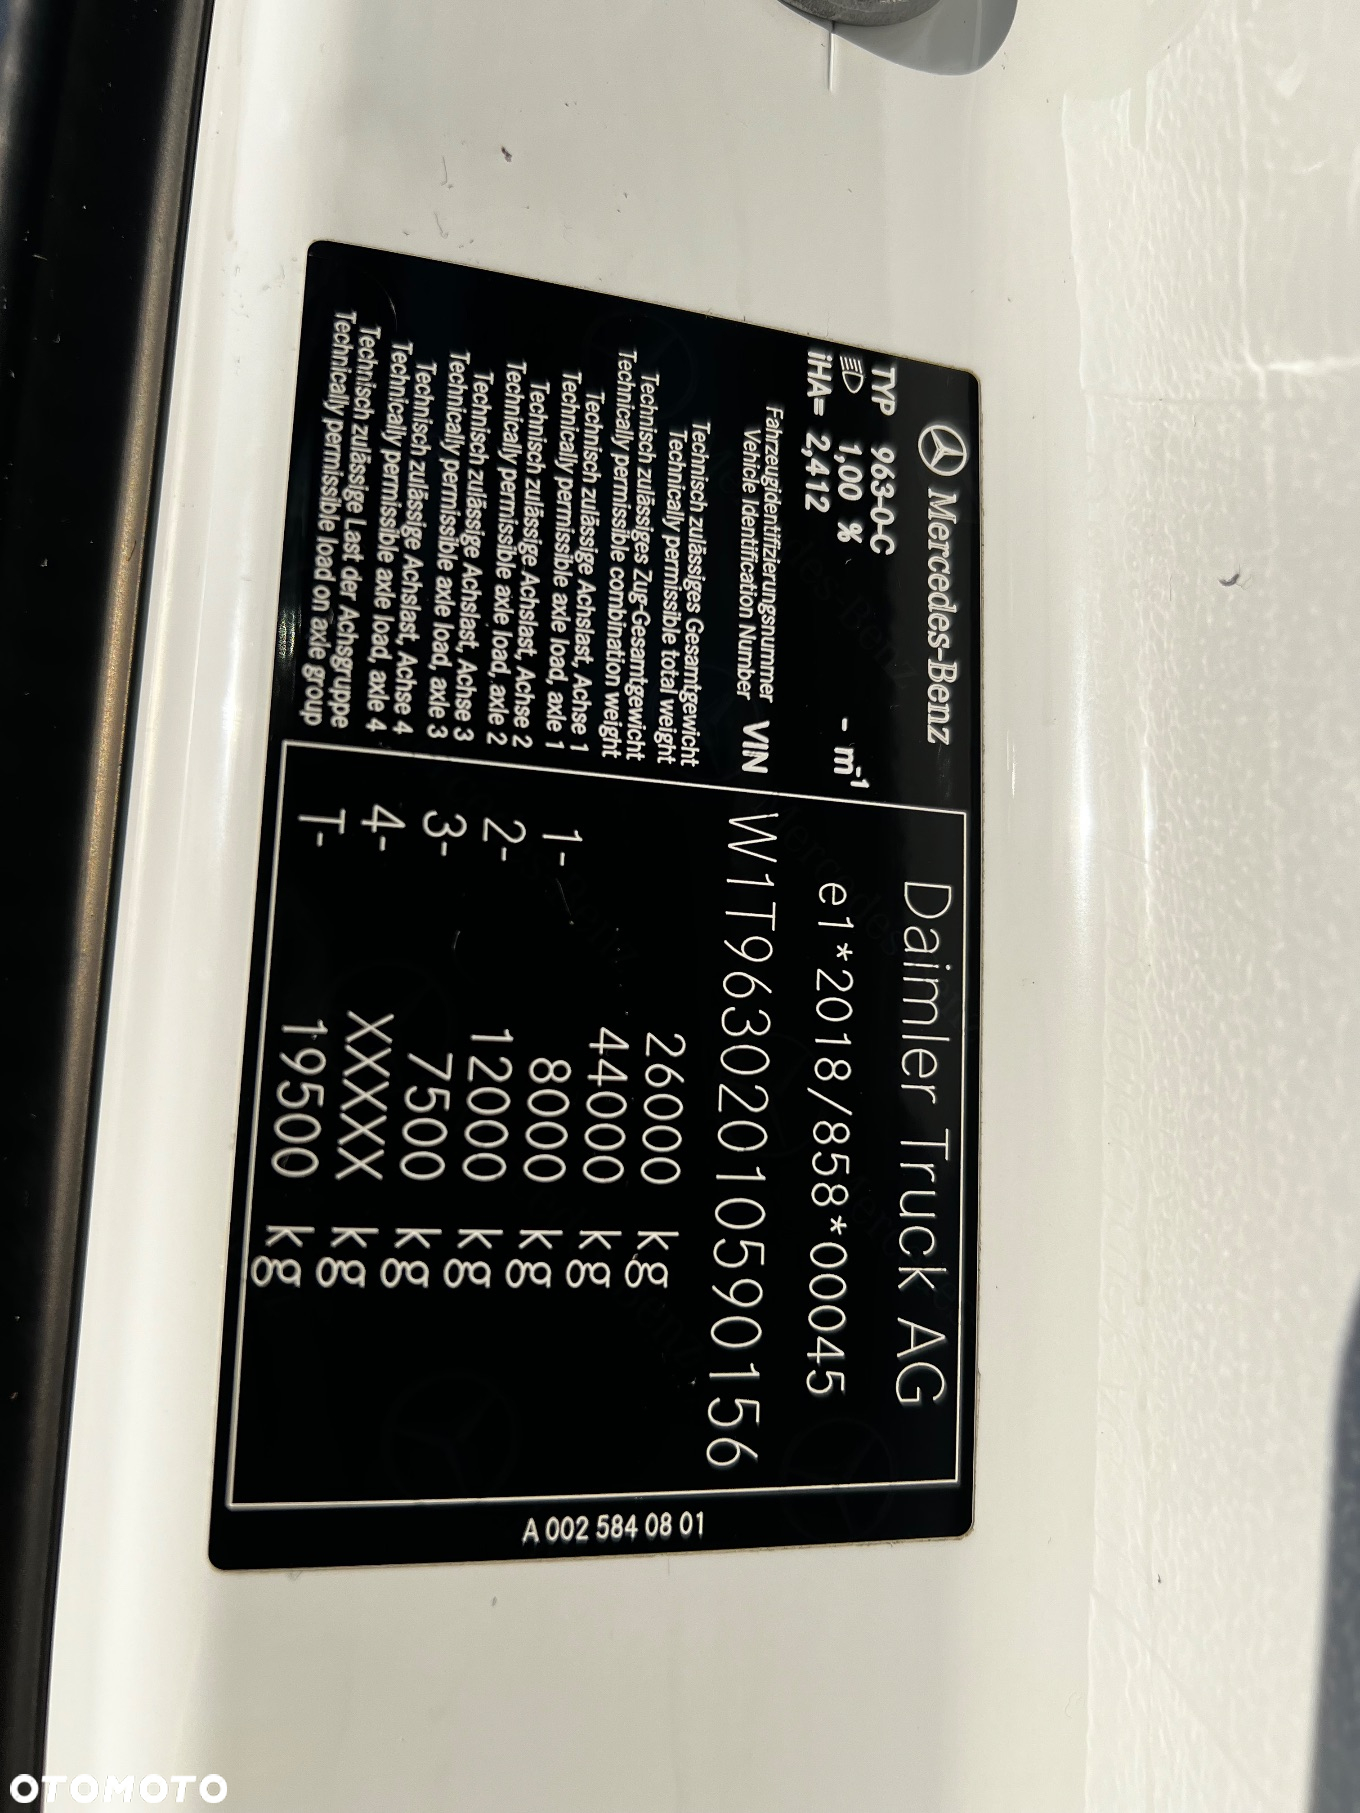 Mercedes-Benz
Daimler Truck AG
TYP 963-0-C
1,00 % - m⁻¹
e1*2018/858*00045
iHA= 2,412
Fahrzeugidentifizierungsnummer
Vehicle Identification Number VIN
W1T96302010590156
Technisch zulässiges Gesamtgewicht
Technically permissible total weight
26000 kg
Technisch zulässiges Zug-Gesamtgewicht
Technically permissible combination weight
44000 kg
Technisch zulässige Achslast, Achse 1
Technically permissible axle load, axle 1
1- 8000 kg
Technisch zulässige Achslast, Achse 2
Technically permissible axle load, axle 2
2- 12000 kg
Technisch zulässige Achslast, Achse 3
Technically permissible axle load, axle 3
3- 7500 kg
Technisch zulässige Achslast, Achse 4
Technically permissible axle load, axle 4
4- XXXXX kg
Technisch zulässige Last der Achsgruppe
Technically permissible load on axle group
T- 19500 kg
A 002 584 08 01
OTOMOTO